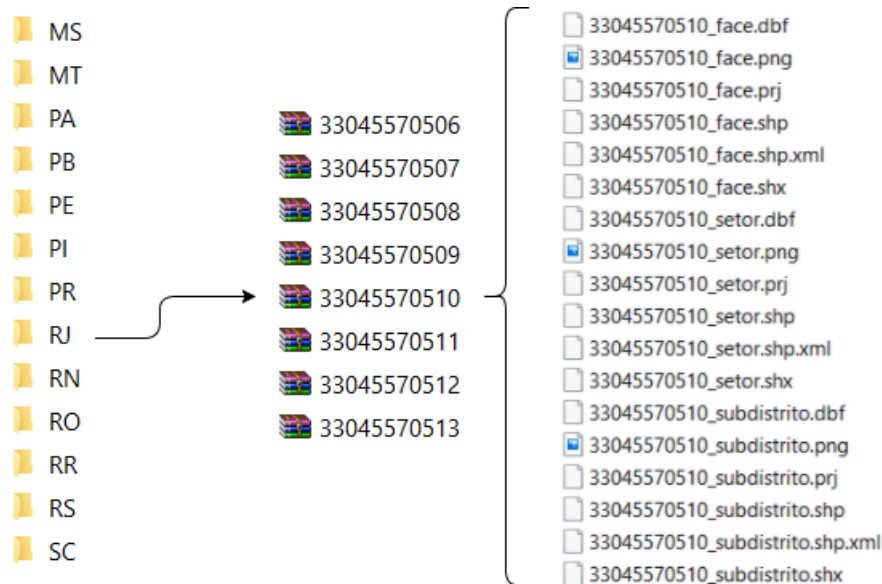 MS
MT
PA
PB
PE
PI
PR
RJ
RN
RO
RR
RS
SC
33045570506
33045570507
33045570508
33045570509
33045570510
33045570511
33045570512
33045570513
33045570510_face.dbf
33045570510_face.png
33045570510_face.prj
33045570510_face.shp
33045570510_face.shp.xml
33045570510_face.shx
33045570510_setor.dbf
33045570510_setor.png
33045570510_setor.prj
33045570510_setor.shp
33045570510_setor.shp.xml
33045570510_setor.shx
33045570510_subdistrito.dbf
33045570510_subdistrito.png
33045570510_subdistrito.prj
33045570510_subdistrito.shp
33045570510_subdistrito.shp.xml
33045570510_subdistrito.shx